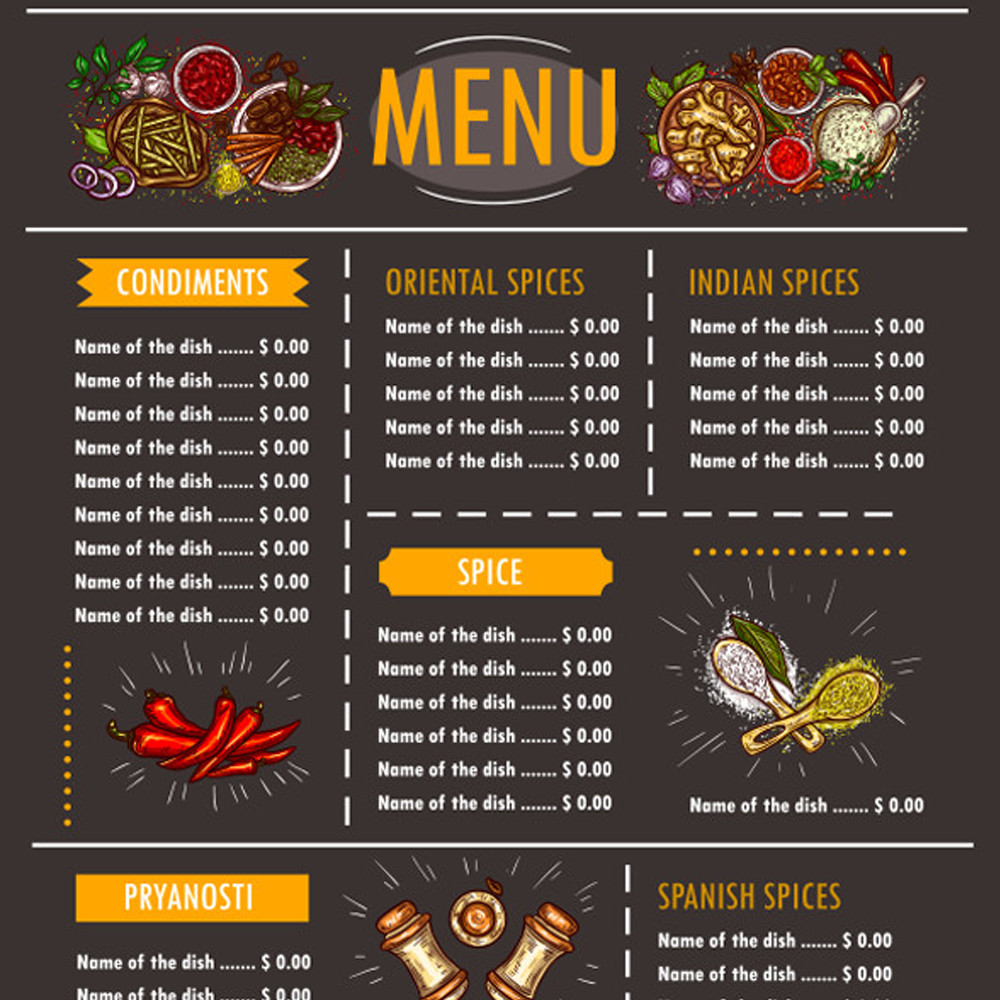 MENU
CONDIMENTS
Name of the dish ....... $ 0.00
Name of the dish ....... $ 0.00
Name of the dish ....... $ 0.00
Name of the dish ....... $ 0.00
Name of the dish ....... $ 0.00
Name of the dish ....... $ 0.00
Name of the dish ....... $ 0.00
Name of the dish ....... $ 0.00
Name of the dish ....... $ 0.00
ORIENTAL SPICES
Name of the dish ....... $ 0.00
Name of the dish ....... $ 0.00
Name of the dish ....... $ 0.00
Name of the dish ....... $ 0.00
Name of the dish ....... $ 0.00
INDIAN SPICES
Name of the dish ....... $ 0.00
Name of the dish ....... $ 0.00
Name of the dish ....... $ 0.00
Name of the dish ....... $ 0.00
Name of the dish ....... $ 0.00
SPICE
Name of the dish ....... $ 0.00
Name of the dish ....... $ 0.00
Name of the dish ....... $ 0.00
Name of the dish ....... $ 0.00
Name of the dish ....... $ 0.00
Name of the dish ....... $ 0.00
Name of the dish ....... $ 0.00
PRYANOSTI
Name of the dish ....... $ 0.00
Name of the dish ....... $ 0.00
SPANISH SPICES
Name of the dish ....... $ 0.00
Name of the dish ....... $ 0.00